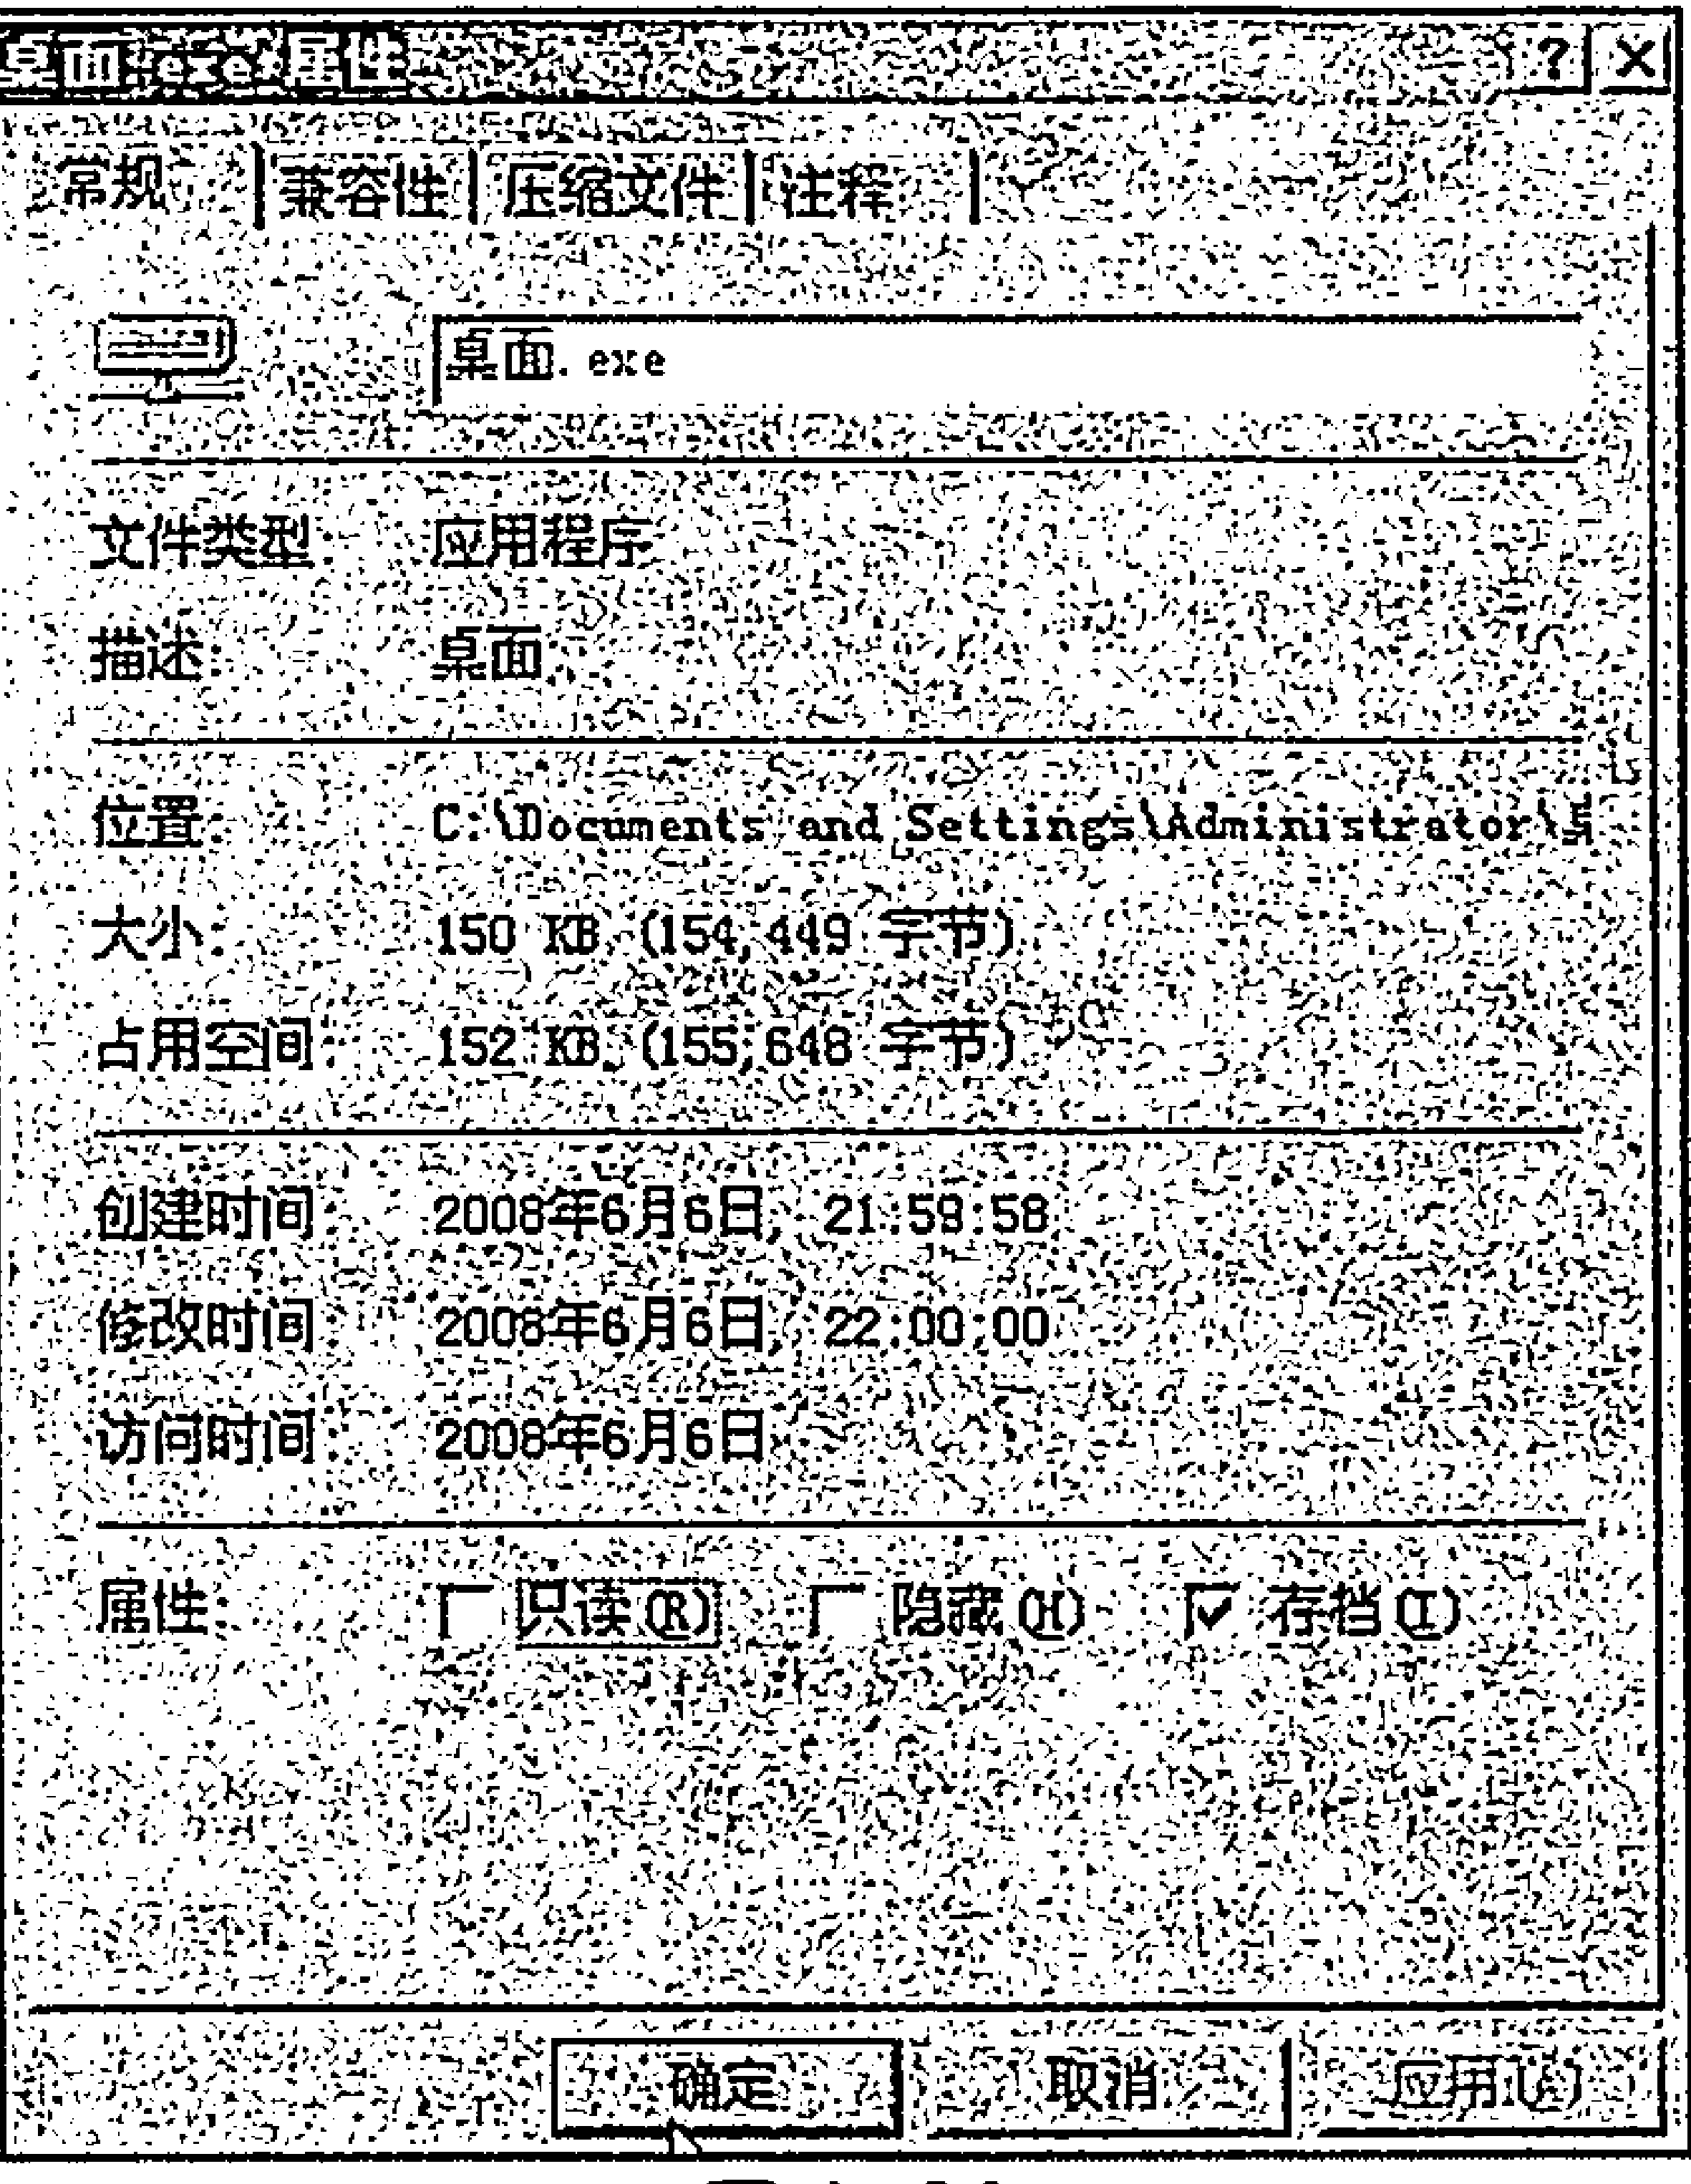 桌面.exe 属性 ? ×
常规 兼容性 压缩文件 注释
桌面.exe
文件类型: 应用程序
描述: 桌面
位置: C:\Documents and Settings\Administrator\
大小: 150 KB (154,449 字节)
占用空间: 152 KB (155,648 字节)
创建时间: 2008年6月6日, 21:59:58
修改时间: 2008年6月6日, 22:00:00
访问时间: 2008年6月6日
属性: 只读(R) 隐藏(H) 存档(I)
确定 取消 应用(A)